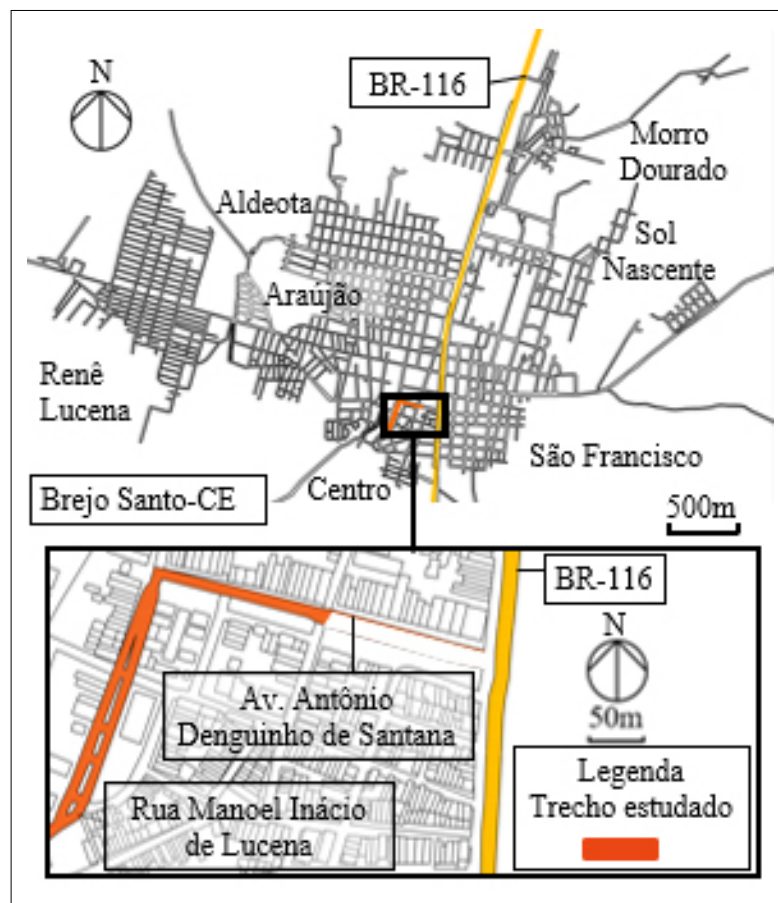 N
BR-116
Morro
Dourado
Aldeota
Sol
Nascente
Araújão
Renê
Lucena
São Francisco
Brejo Santo-CE
Centro
500m
BR-116
N
50m
Av. Antônio
Denguinho de Santana
Legenda
Trecho estudado
Rua Manoel Inácio
de Lucena